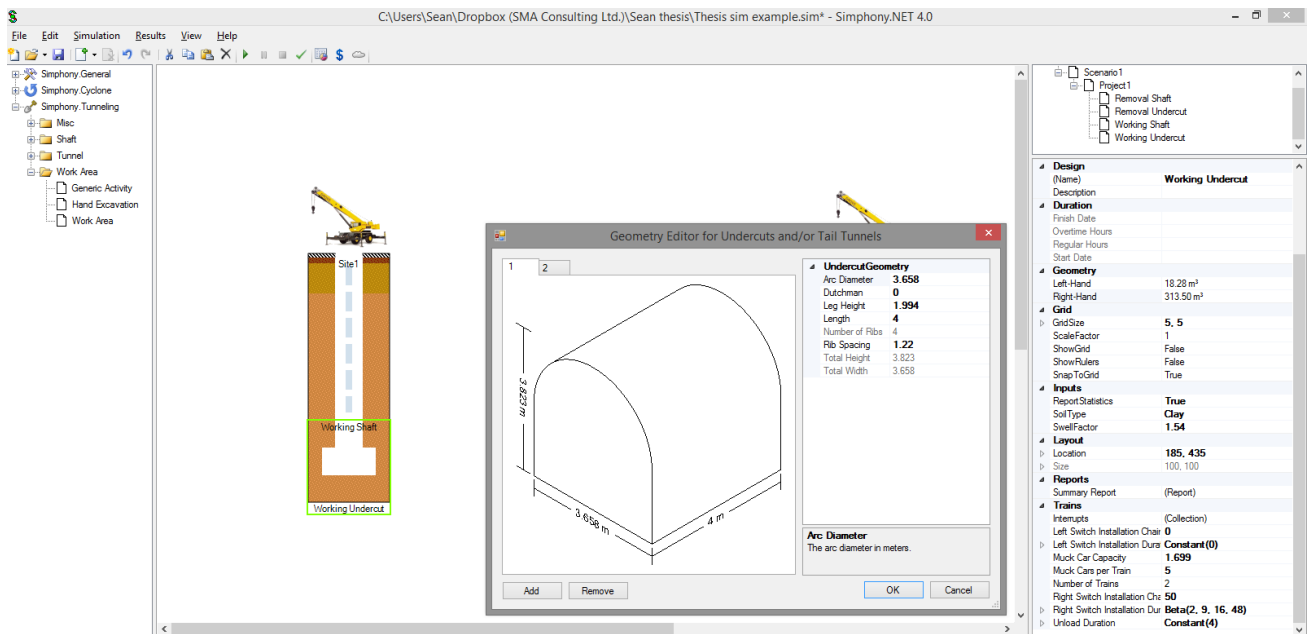 C:\Users\Sean\Dropbox (SMA Consulting Ltd.)\Sean thesis\Thesis sim example.sim* - Simphony.NET 4.0
File Edit Simulation Results View Help
Simphony.General
Simphony.Cyclone
Simphony.Tunneling
Misc
Shaft
Tunnel
Work Area
Generic Activity
Hand Excavation
Work Area
Site1
Working Shaft
Working Undercut
Geometry Editor for Undercuts and/or Tail Tunnels
1 2
3.823 m
3.658 m
4 m
UndercutGeometry
Arc Diameter 3.658
Dutchman 0
Leg Height 1.994
Length 4
Number of Ribs 4
Rib Spacing 1.22
Total Height 3.823
Total Width 3.658
Arc Diameter
The arc diameter in meters.
Add Remove OK Cancel
Scenario1
Project1
Removal Shaft
Removal Undercut
Working Shaft
Working Undercut
Design
(Name) Working Undercut
Description
Duration
Finish Date
Overtime Hours
Regular Hours
Start Date
Geometry
Left-Hand 18.28 m³
Right-Hand 313.50 m³
Grid
GridSize 5, 5
ScaleFactor 1
ShowGrid False
ShowRulers False
SnapToGrid True
Inputs
ReportStatistics True
SoilType Clay
SwellFactor 1.54
Layout
Location 185, 435
Size 100, 100
Reports
Summary Report (Report)
Trains
Interrupts (Collection)
Left Switch Installation Chair 0
Left Switch Installation Dura Constant(0)
Muck Car Capacity 1.699
Muck Cars per Train 5
Number of Trains 2
Right Switch Installation Cha 50
Right Switch Installation Dur Beta(2, 9, 16, 48)
Unload Duration Constant(4)